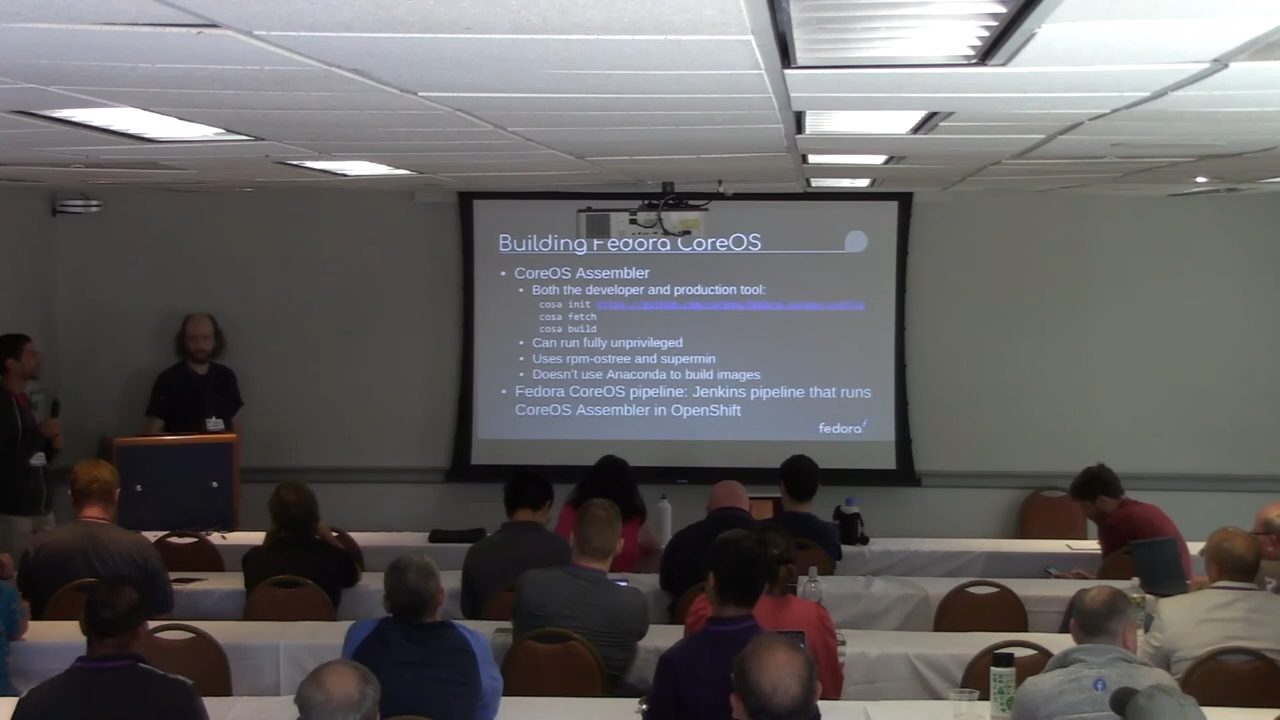 Building Fedora CoreOS
• CoreOS Assembler
• Both the developer and production tool:
cosa init
cosa fetch
cosa build
• Can run fully unprivileged
• Uses rpm-ostree and supermin
• Doesn't use Anaconda to build images
• Fedora CoreOS pipeline: Jenkins pipeline that runs
CoreOS Assembler in OpenShift
fedora